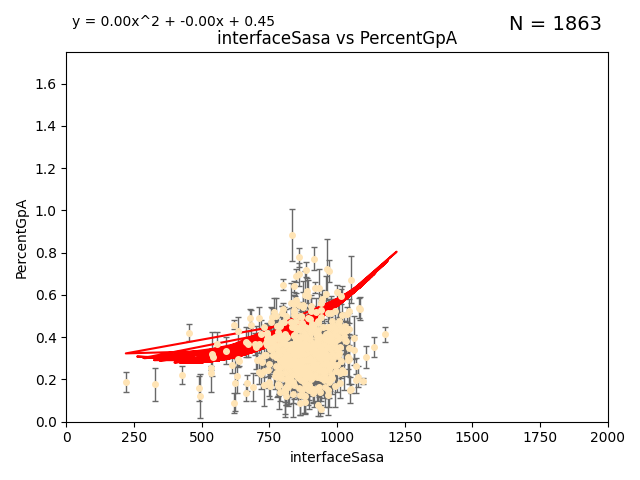 y = 0.00x^2 + -0.00x + 0.45
N = 1863
interfaceSasa vs PercentGpA
PercentGpA
1.6
1.4
1.2
1.0
0.8
0.6
0.4
0.2
0.0
0 250 500 750 1000 1250 1500 1750 2000
interfaceSasa